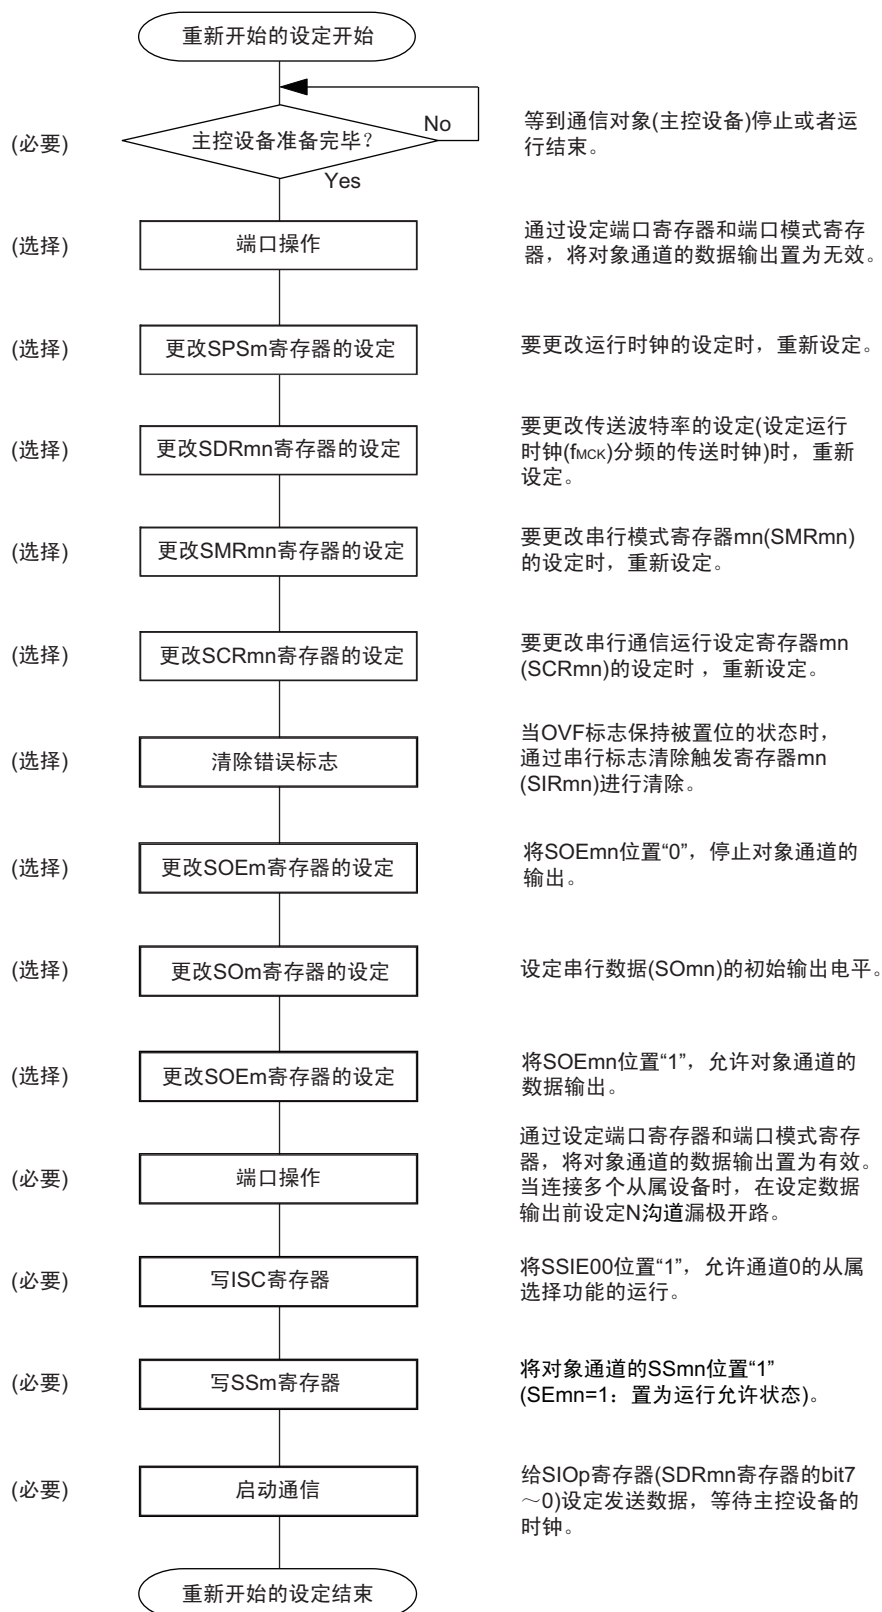 重新开始的设定开始
(必要)
主控设备准备完毕？
No
Yes
等到通信对象(主控设备)停止或者运
行结束。
(选择)
端口操作
通过设定端口寄存器和端口模式寄存
器，将对象通道的数据输出置为无效。
(选择)
更改SPSm寄存器的设定
要更改运行时钟的设定时，重新设定。
(选择)
更改SDRmn寄存器的设定
要更改传送波特率的设定(设定运行
时钟(fMCK)分频的传送时钟)时，重新
设定。
(选择)
更改SMRmn寄存器的设定
要更改串行模式寄存器mn(SMRmn)
的设定时，重新设定。
(选择)
更改SCRmn寄存器的设定
要更改串行通信运行设定寄存器mn
(SCRmn)的设定时，重新设定。
(选择)
清除错误标志
当OVF标志保持被置位的状态时，
通过串行标志清除触发寄存器mn
(SIRmn)进行清除。
(选择)
更改SOEm寄存器的设定
将SOEmn位置“0”，停止对象通道的
输出。
(选择)
更改SOm寄存器的设定
设定串行数据(SOmn)的初始输出电平。
(选择)
更改SOEm寄存器的设定
将SOEmn位置“1”，允许对象通道的
数据输出。
(必要)
端口操作
通过设定端口寄存器和端口模式寄存
器，将对象通道的数据输出置为有效。
当连接多个从属设备时，在设定数据
输出前设定N沟道漏极开路。
(必要)
写ISC寄存器
将SSIE00位置“1”，允许通道0的从属
选择功能的运行。
(必要)
写SSm寄存器
将对象通道的SSmn位置“1”
(SEmn=1：置为运行允许状态)。
(必要)
启动通信
给SIOp寄存器(SDRmn寄存器的bit7
～0)设定发送数据，等待主控设备的
时钟。
重新开始的设定结束